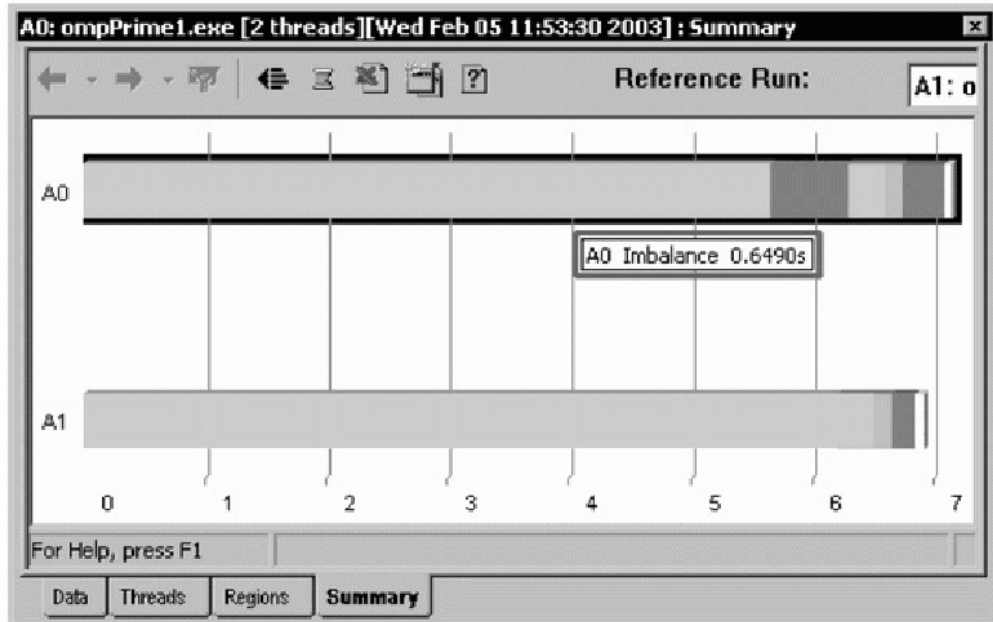 A0: ompPrime1.exe [2 threads][Wed Feb 05 11:53:30 2003] : Summary
Reference Run:
A1: o
A0
A0 Imbalance 0.6490s
A1
0 1 2 3 4 5 6 7
For Help, press F1
Data Threads Regions Summary